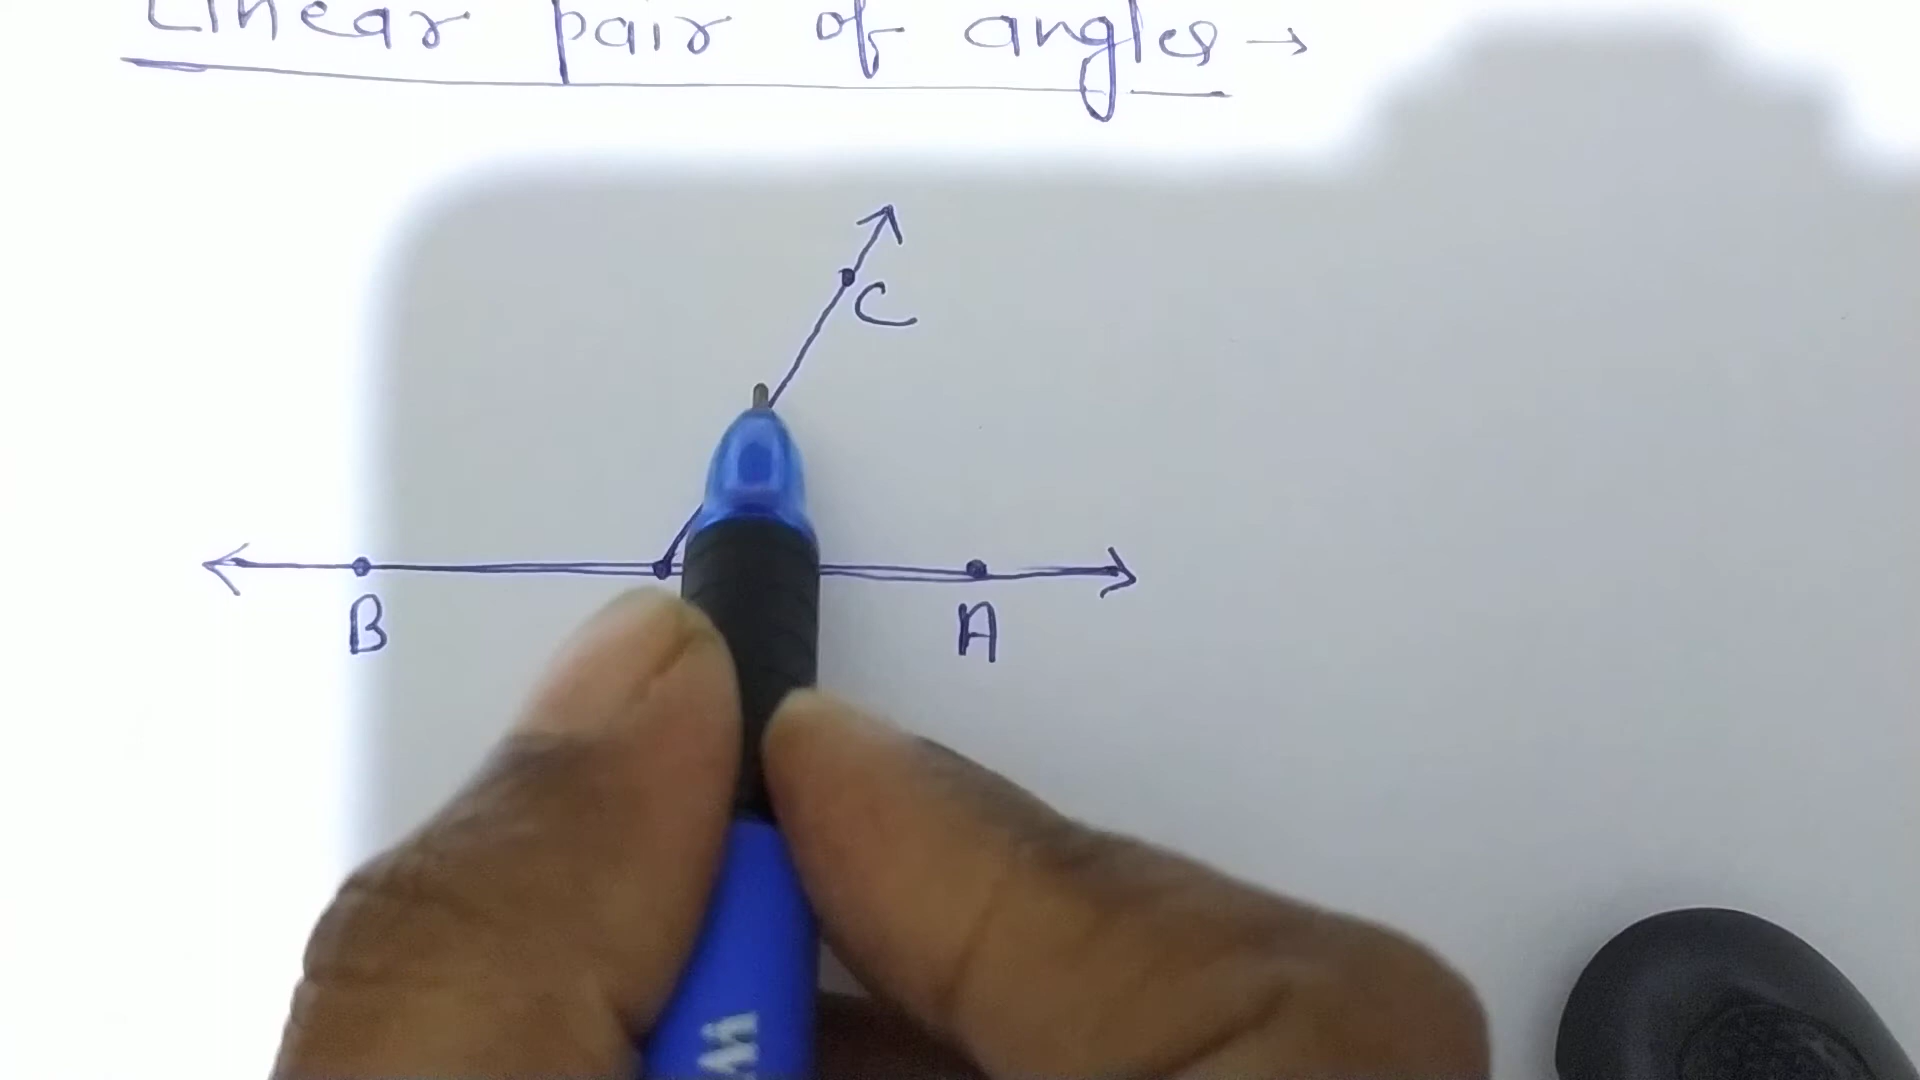 Linear pair of angles →
C
B A
W